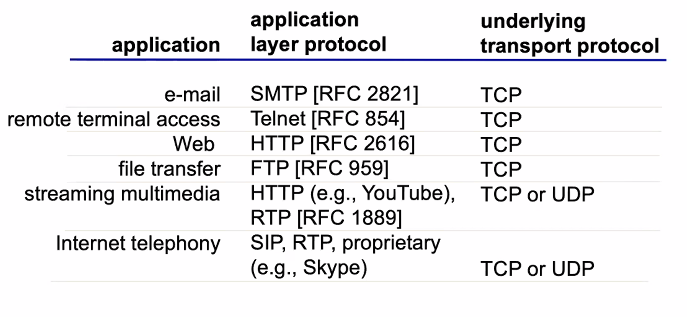 application application layer protocol underlying transport protocol
e-mail SMTP [RFC 2821] TCP
remote terminal access Telnet [RFC 854] TCP
Web HTTP [RFC 2616] TCP
file transfer FTP [RFC 959] TCP
streaming multimedia HTTP (e.g., YouTube), TCP or UDP
RTP [RFC 1889]
Internet telephony SIP, RTP, proprietary
(e.g., Skype) TCP or UDP